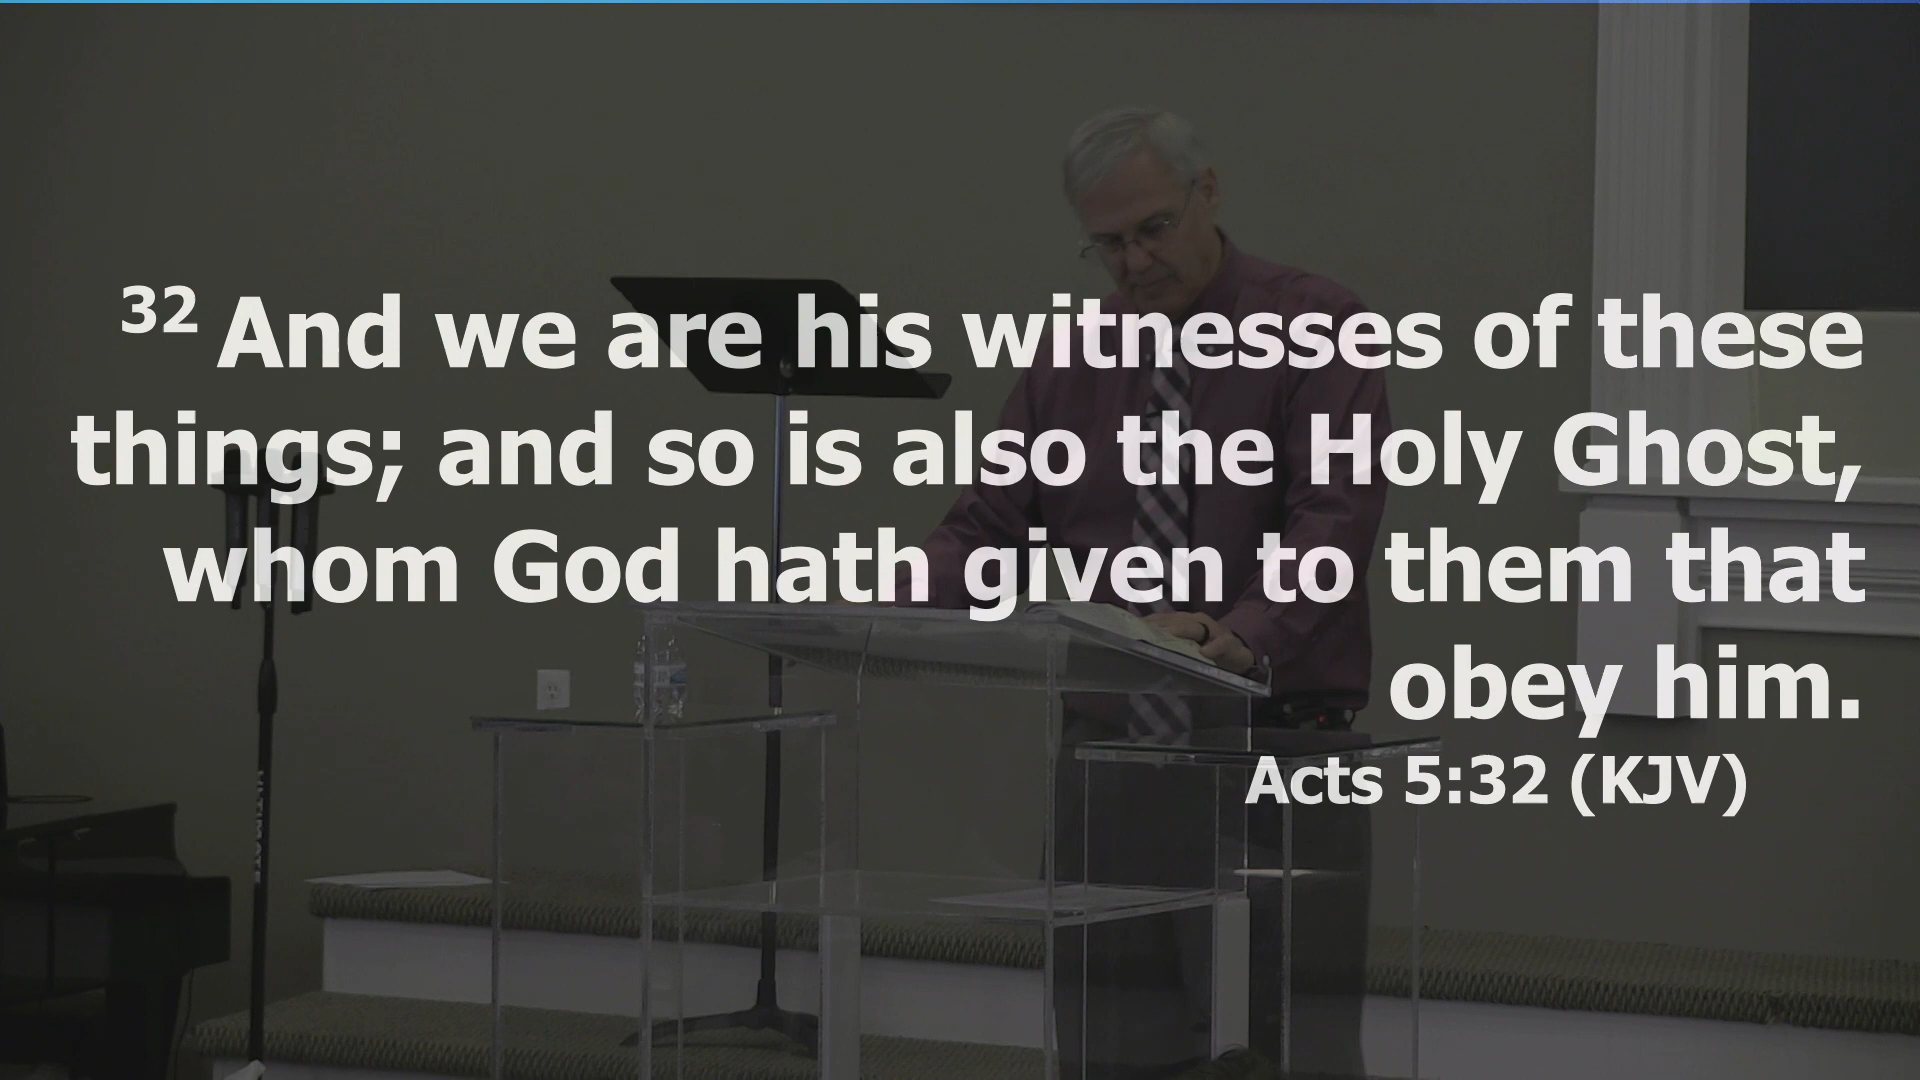 32 And we are his witnesses of these
things; and so is also the Holy Ghost,
whom God hath given to them that
obey him.
Acts 5:32 (KJV)
ULTIMATE